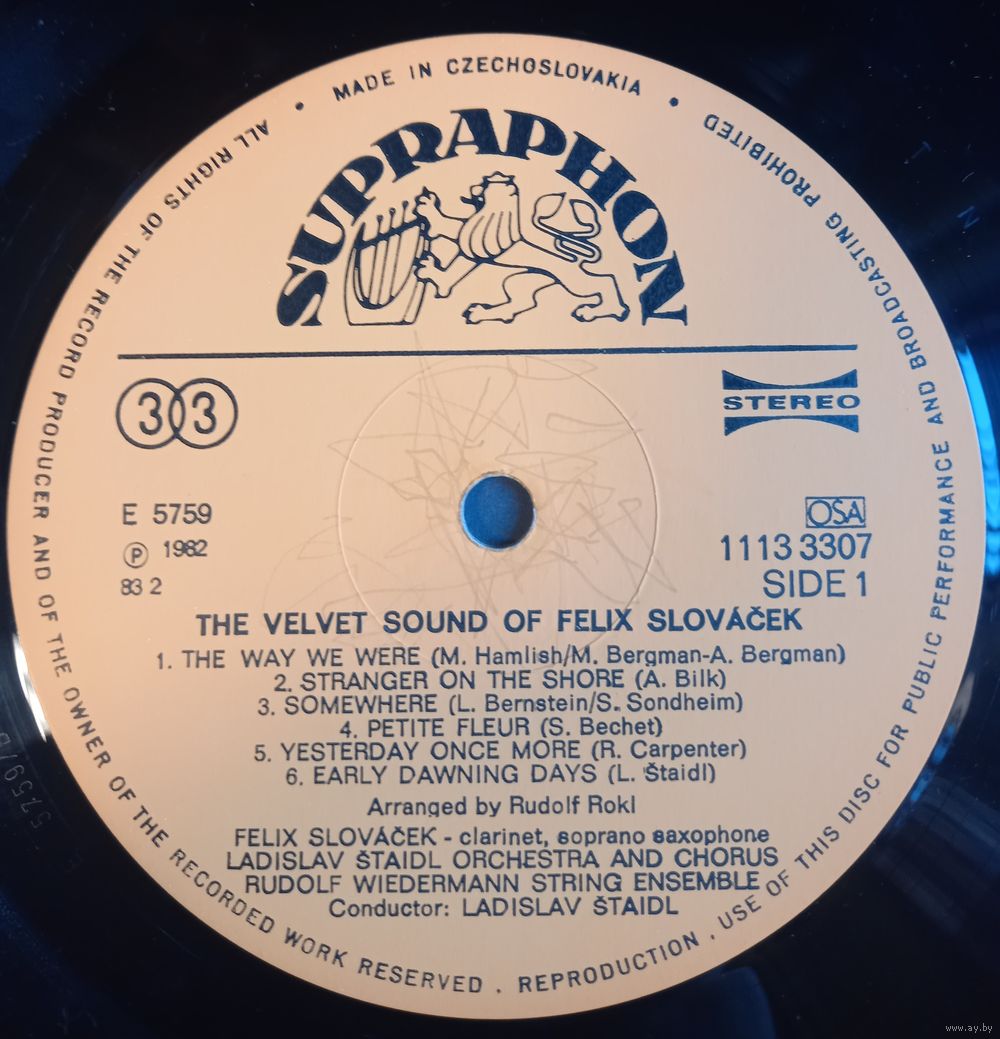 ALL RIGHTS OF THE RECORD PRODUCER AND OF THE OWNER OF THE RECORDED WORK RESERVED . REPRODUCTION , USE OF THIS DISC FOR PUBLIC PERFORMANCE AND BROADCASTING PROHIBITED
• MADE IN CZECHOSLOVAKIA •
SUPRAPHON
33
STEREO
E 5759
Ⓟ 1982
83 2
OSA
1113 3307
SIDE 1
THE VELVET SOUND OF FELIX SLOVÁČEK
1. THE WAY WE WERE (M. Hamlish/M. Bergman-A. Bergman)
2. STRANGER ON THE SHORE (A. Bilk)
3. SOMEWHERE (L. Bernstein/S. Sondheim)
4. PETITE FLEUR (S. Bechet)
5. YESTERDAY ONCE MORE (R. Carpenter)
6. EARLY DAWNING DAYS (L. Štaidl)
Arranged by Rudolf Rokl
FELIX SLOVÁČEK - clarinet, soprano saxophone
LADISLAV ŠTAIDL ORCHESTRA AND CHORUS
RUDOLF WIEDERMANN STRING ENSEMBLE
Conductor: LADISLAV ŠTAIDL
www.ay.by